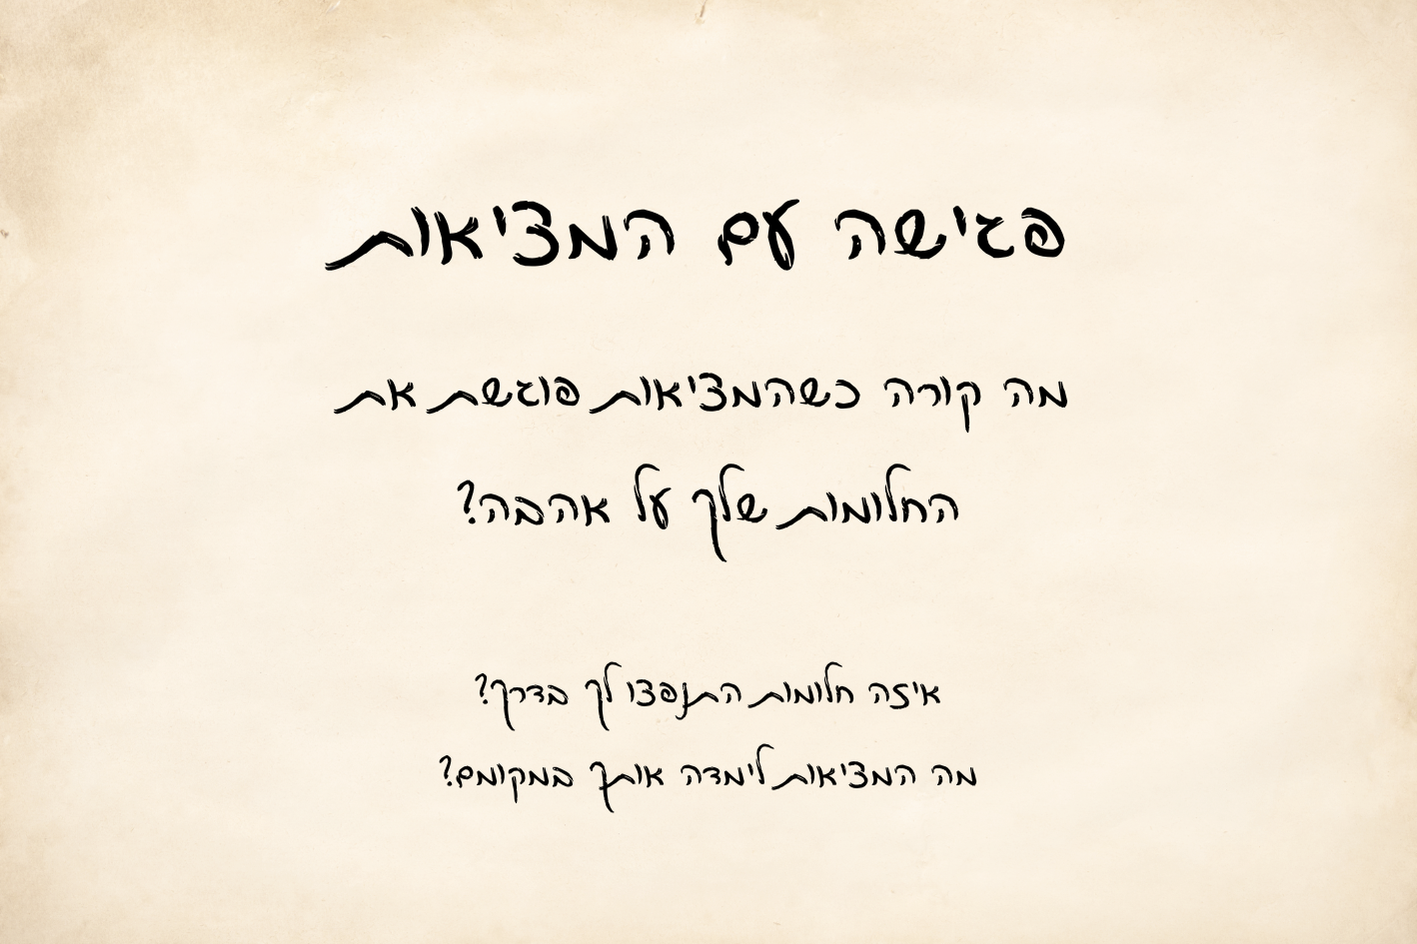 פגישה עם המציאות
מה קורה כשהמציאות פוגשת את
החלומות שלך על אהבה?
איזה חלומות התנפצו לך בדרך?
מה המציאות לימדה אותך במקומם?